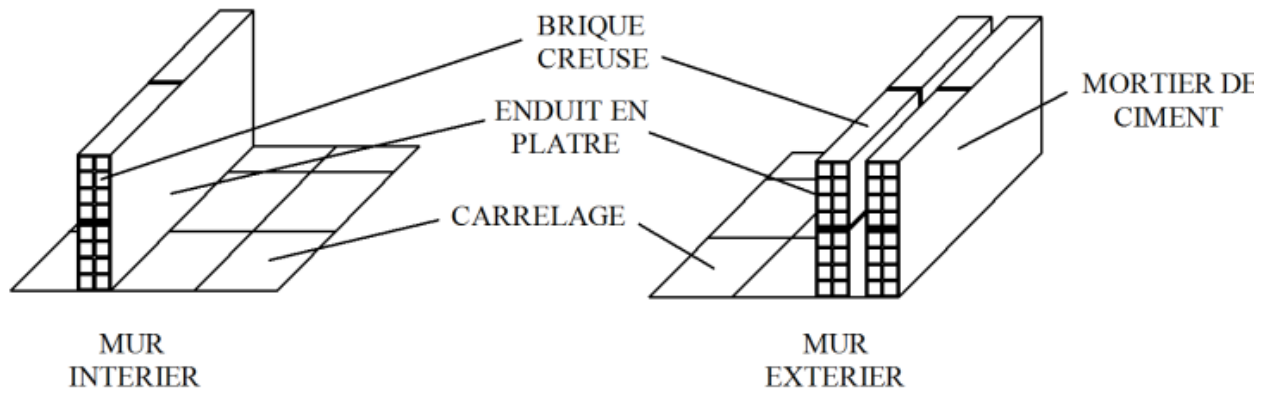 BRIQUE
CREUSE
ENDUIT EN
PLATRE
CARRELAGE
MORTIER DE
CIMENT
MUR
INTERIER
MUR
EXTERIER